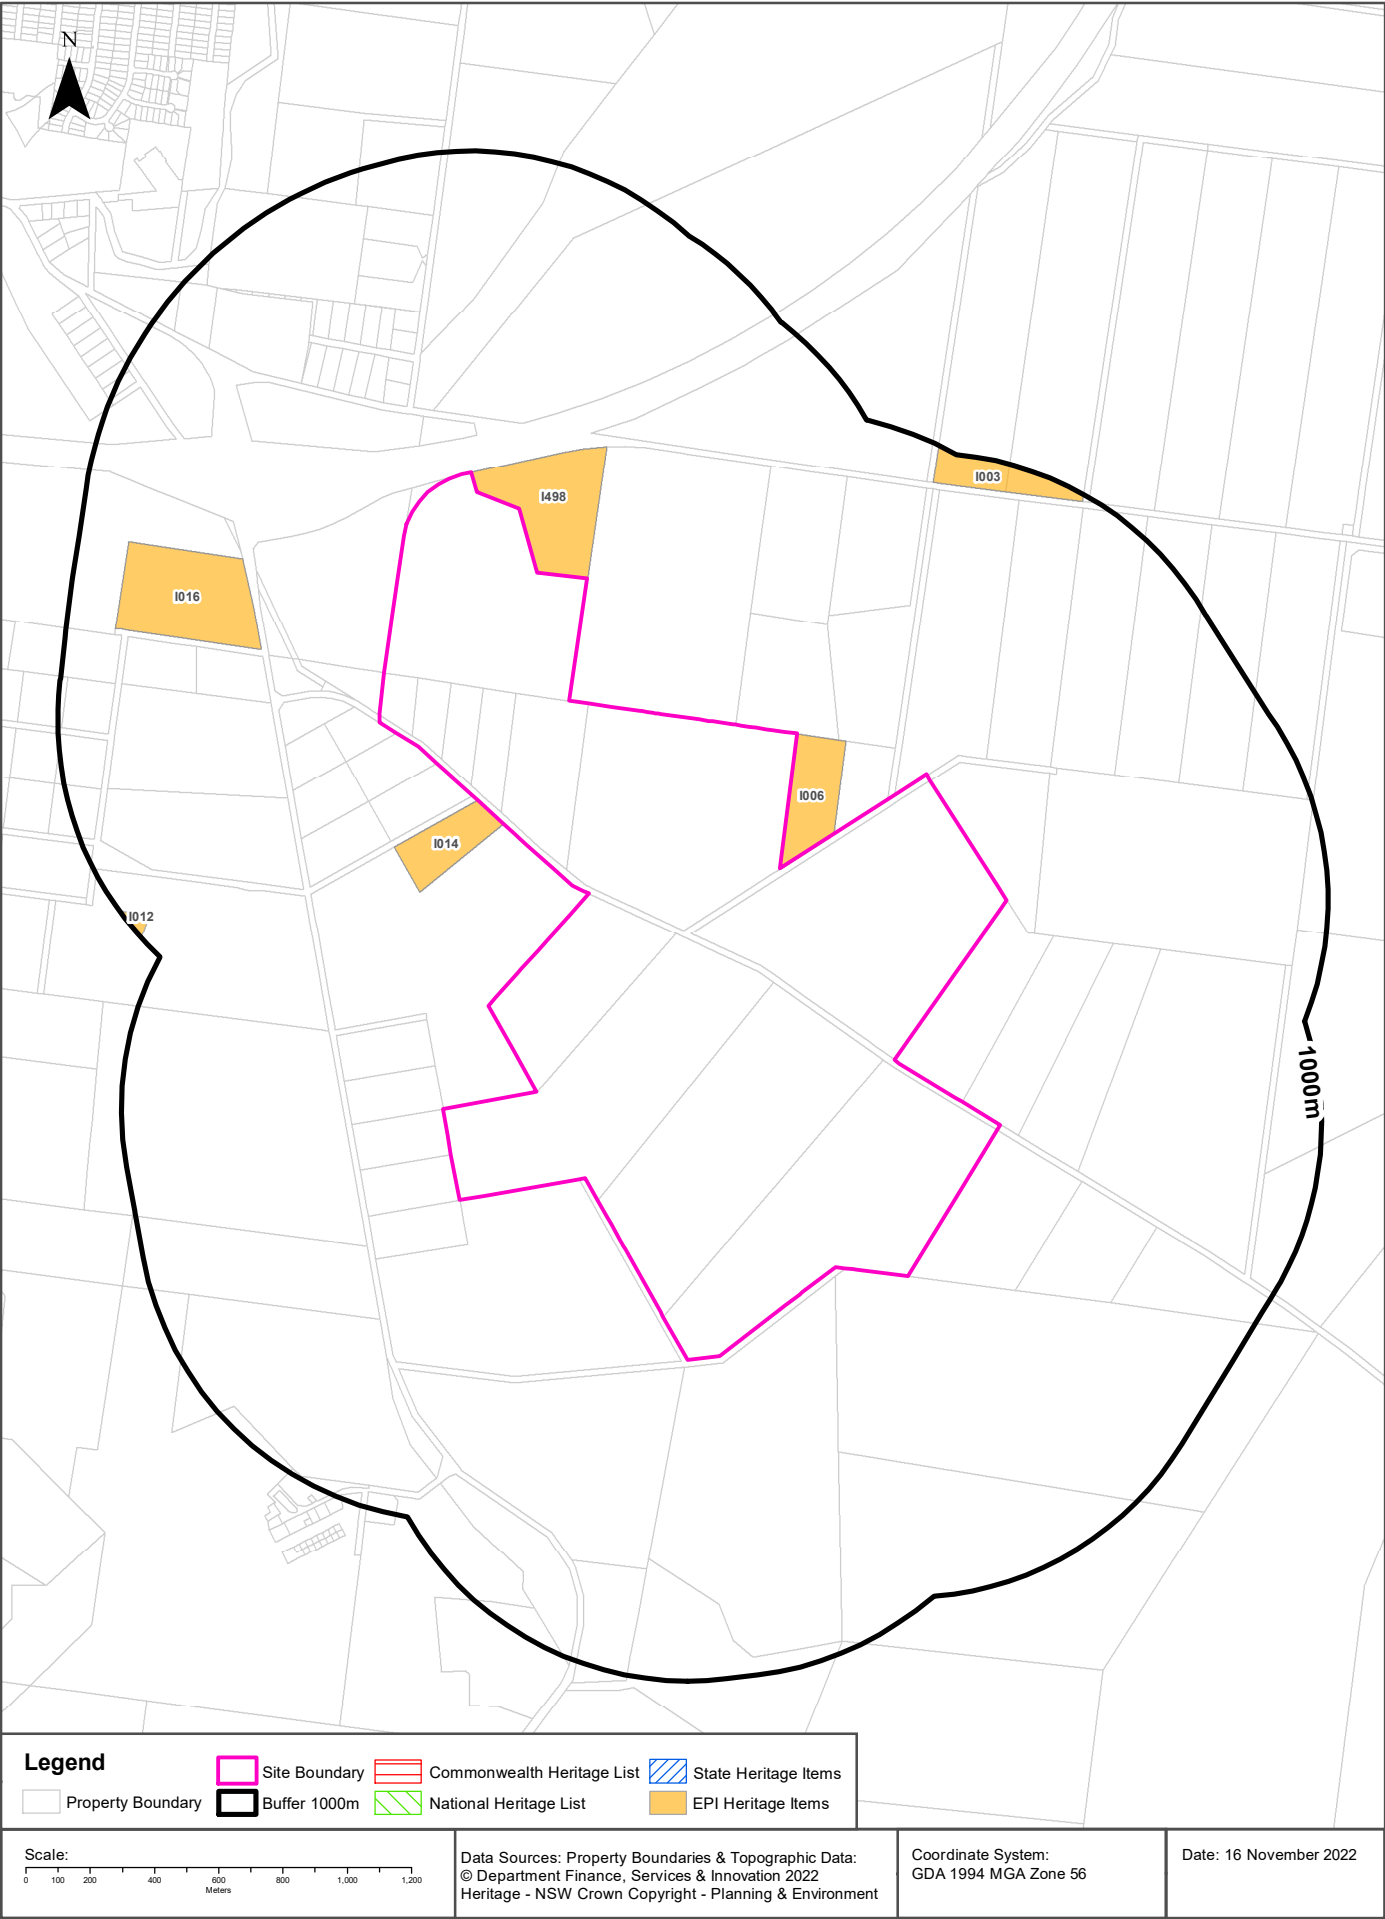 N
I498
I003
I016
I006
I014
I012
1000m
Legend
Property Boundary
Site Boundary
Buffer 1000m
Commonwealth Heritage List
National Heritage List
State Heritage Items
EPI Heritage Items
Scale:
0 100 200 400 600 800 1,000 1,200
Meters
Data Sources: Property Boundaries & Topographic Data:
© Department Finance, Services & Innovation 2022
Heritage - NSW Crown Copyright - Planning & Environment
Coordinate System:
GDA 1994 MGA Zone 56
Date: 16 November 2022